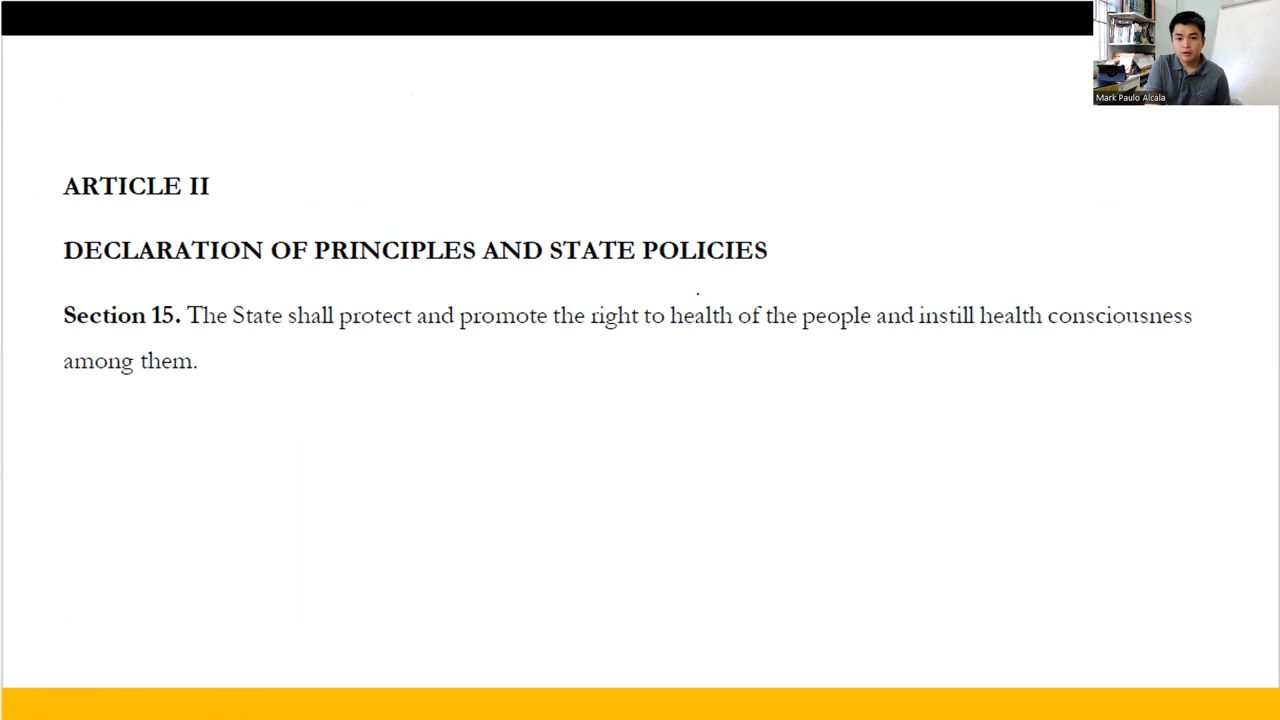 Mark Paulo Alcala
ARTICLE II
DECLARATION OF PRINCIPLES AND STATE POLICIES
Section 15. The State shall protect and promote the right to health of the people and instill health consciousness
among them.